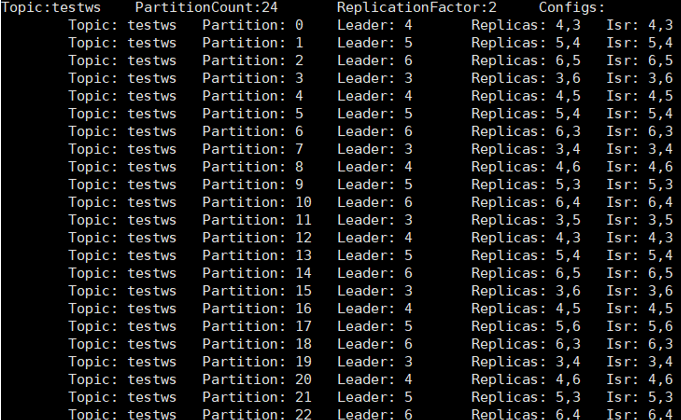 Topic:testws PartitionCount:24 ReplicationFactor:2 Configs:
Topic: testws Partition: 0 Leader: 4 Replicas: 4,3 Isr: 4,3
Topic: testws Partition: 1 Leader: 5 Replicas: 5,4 Isr: 5,4
Topic: testws Partition: 2 Leader: 6 Replicas: 6,5 Isr: 6,5
Topic: testws Partition: 3 Leader: 3 Replicas: 3,6 Isr: 3,6
Topic: testws Partition: 4 Leader: 4 Replicas: 4,5 Isr: 4,5
Topic: testws Partition: 5 Leader: 5 Replicas: 5,4 Isr: 5,4
Topic: testws Partition: 6 Leader: 6 Replicas: 6,3 Isr: 6,3
Topic: testws Partition: 7 Leader: 3 Replicas: 3,4 Isr: 3,4
Topic: testws Partition: 8 Leader: 4 Replicas: 4,6 Isr: 4,6
Topic: testws Partition: 9 Leader: 5 Replicas: 5,3 Isr: 5,3
Topic: testws Partition: 10 Leader: 6 Replicas: 6,4 Isr: 6,4
Topic: testws Partition: 11 Leader: 3 Replicas: 3,5 Isr: 3,5
Topic: testws Partition: 12 Leader: 4 Replicas: 4,3 Isr: 4,3
Topic: testws Partition: 13 Leader: 5 Replicas: 5,4 Isr: 5,4
Topic: testws Partition: 14 Leader: 6 Replicas: 6,5 Isr: 6,5
Topic: testws Partition: 15 Leader: 3 Replicas: 3,6 Isr: 3,6
Topic: testws Partition: 16 Leader: 4 Replicas: 4,5 Isr: 4,5
Topic: testws Partition: 17 Leader: 5 Replicas: 5,6 Isr: 5,6
Topic: testws Partition: 18 Leader: 6 Replicas: 6,3 Isr: 6,3
Topic: testws Partition: 19 Leader: 3 Replicas: 3,4 Isr: 3,4
Topic: testws Partition: 20 Leader: 4 Replicas: 4,6 Isr: 4,6
Topic: testws Partition: 21 Leader: 5 Replicas: 5,3 Isr: 5,3
Topic: testws Partition: 22 Leader: 6 Replicas: 6,4 Isr: 6,4